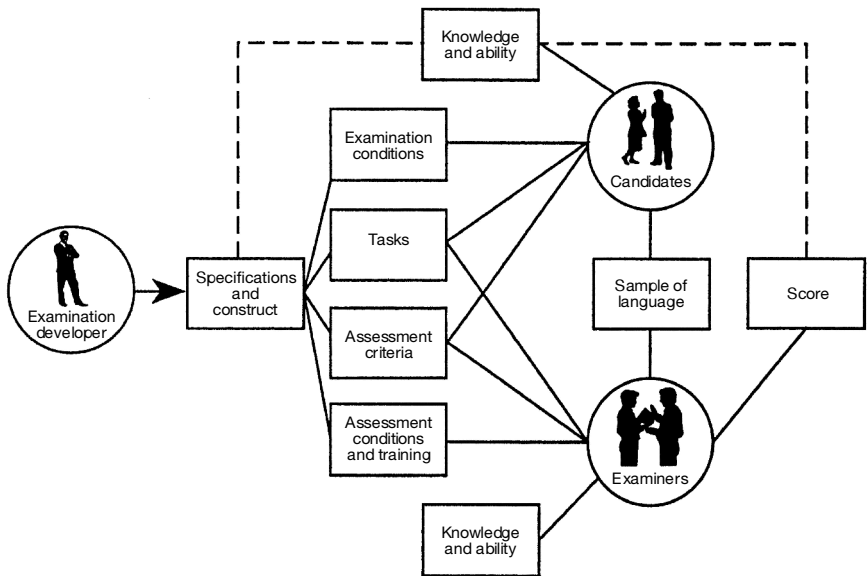 Knowledge
and ability
Examination
conditions
Candidates
Tasks
Specifications
and
construct
Examination
developer
Sample of
language
Score
Assessment
criteria
Assessment
conditions
and training
Examiners
Knowledge
and ability